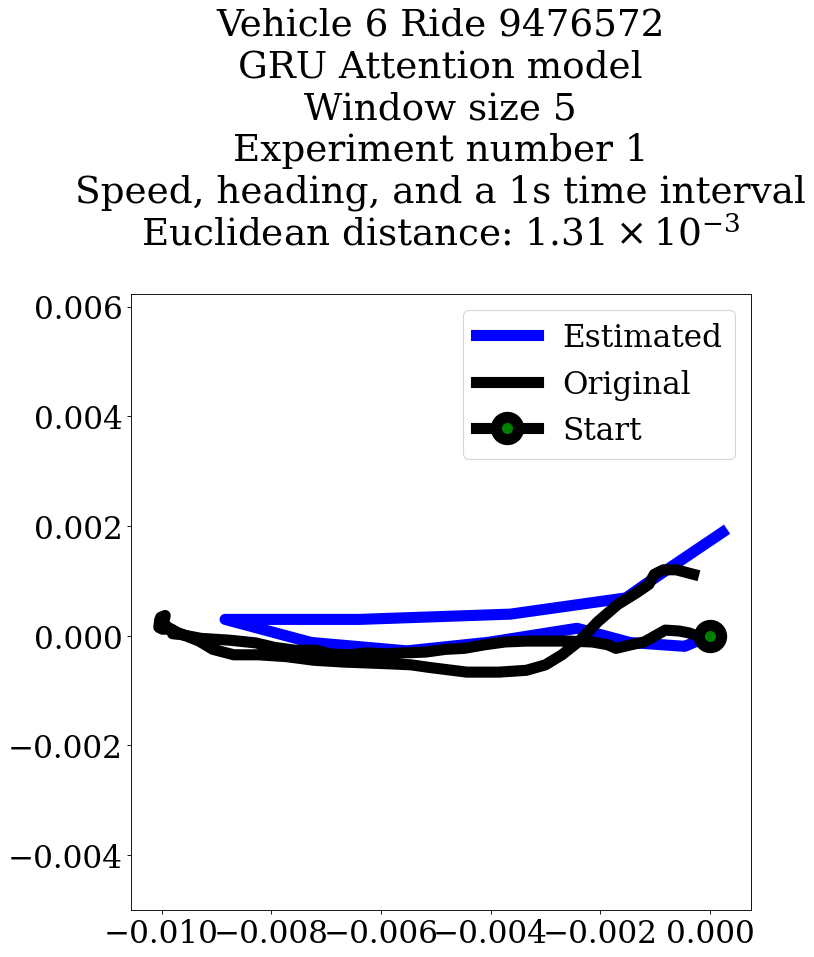 Vehicle 6 Ride 9476572
GRU Attention model
Window size 5
Experiment number 1
Speed, heading, and a 1s time interval
Euclidean distance: 1.31 × 10⁻³
0.006
Estimated
Original
Start
0.004
0.002
0.000
−0.002
−0.004
−0.010 −0.008 −0.006 −0.004 −0.002 0.000